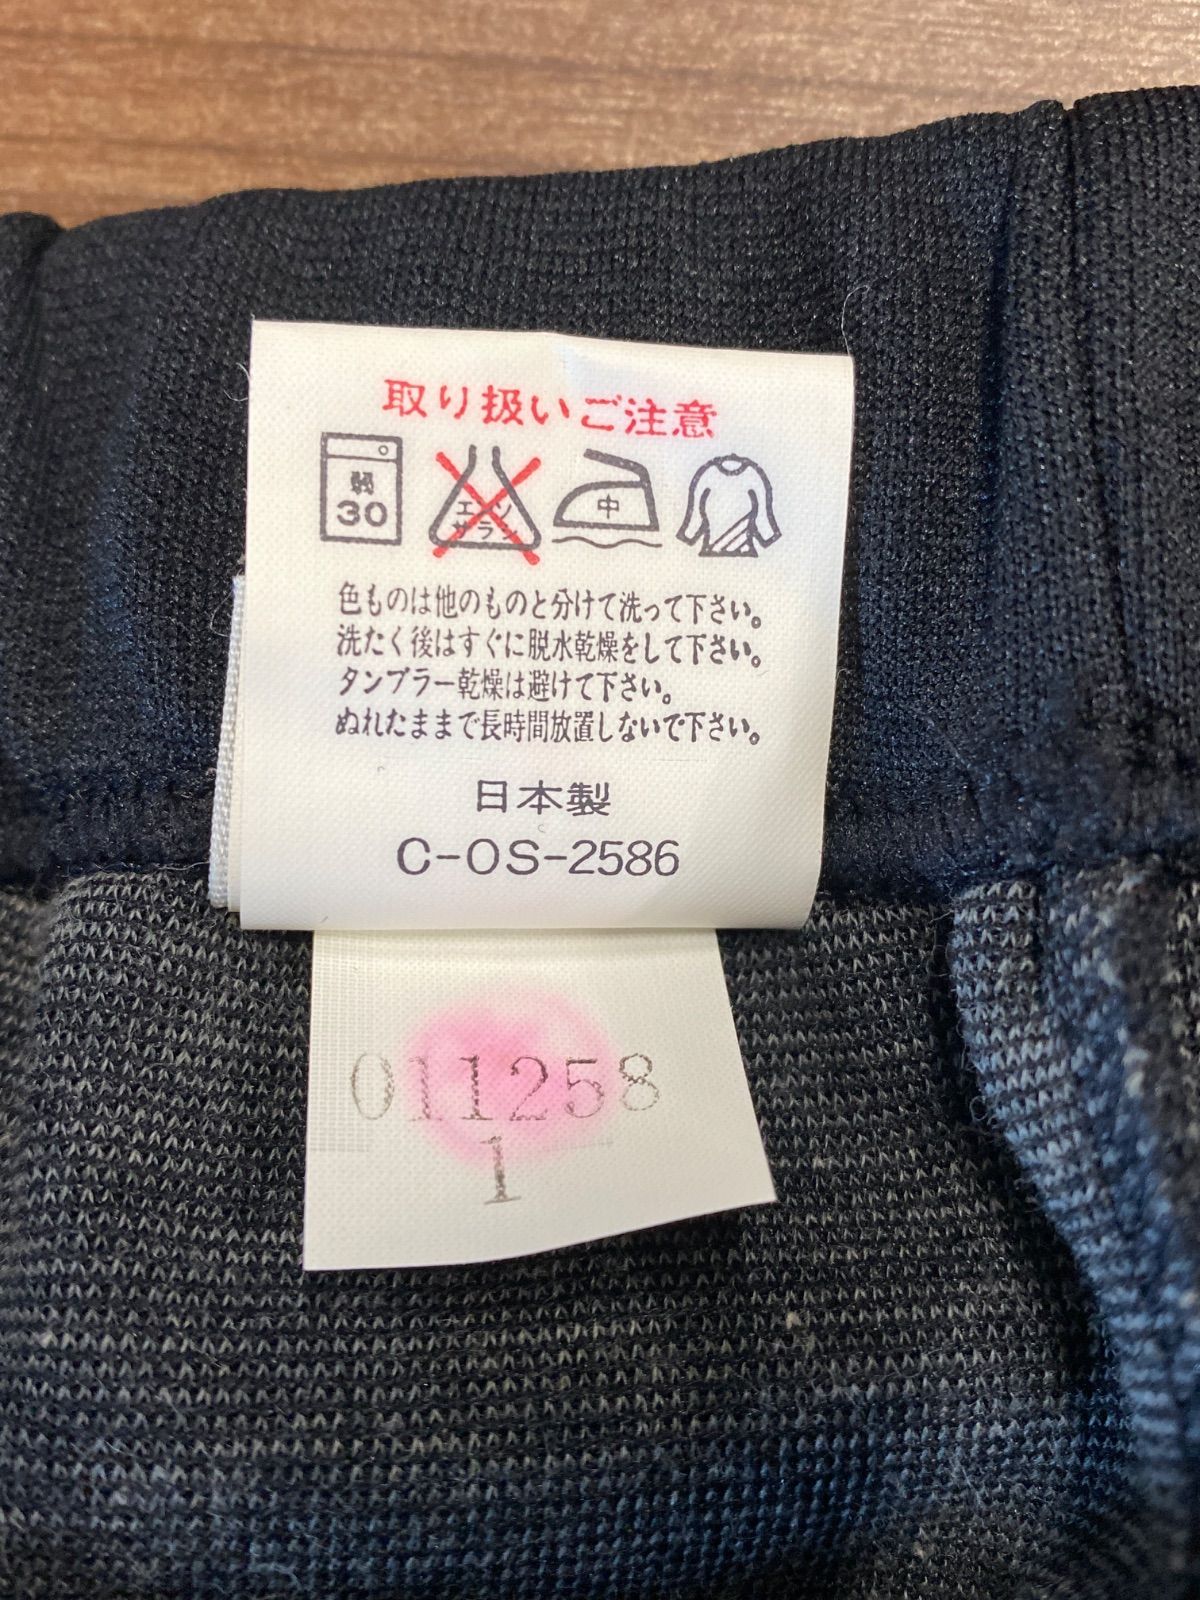 取り扱いご注意
弱
30
エンソ
サラシ
中
色ものは他のものと分けて洗って下さい。
洗たく後はすぐに脱水乾燥をして下さい。
タンブラー乾燥は避けて下さい。
ぬれたままで長時間放置しないで下さい。
日本製
C-OS-2586
011258
1